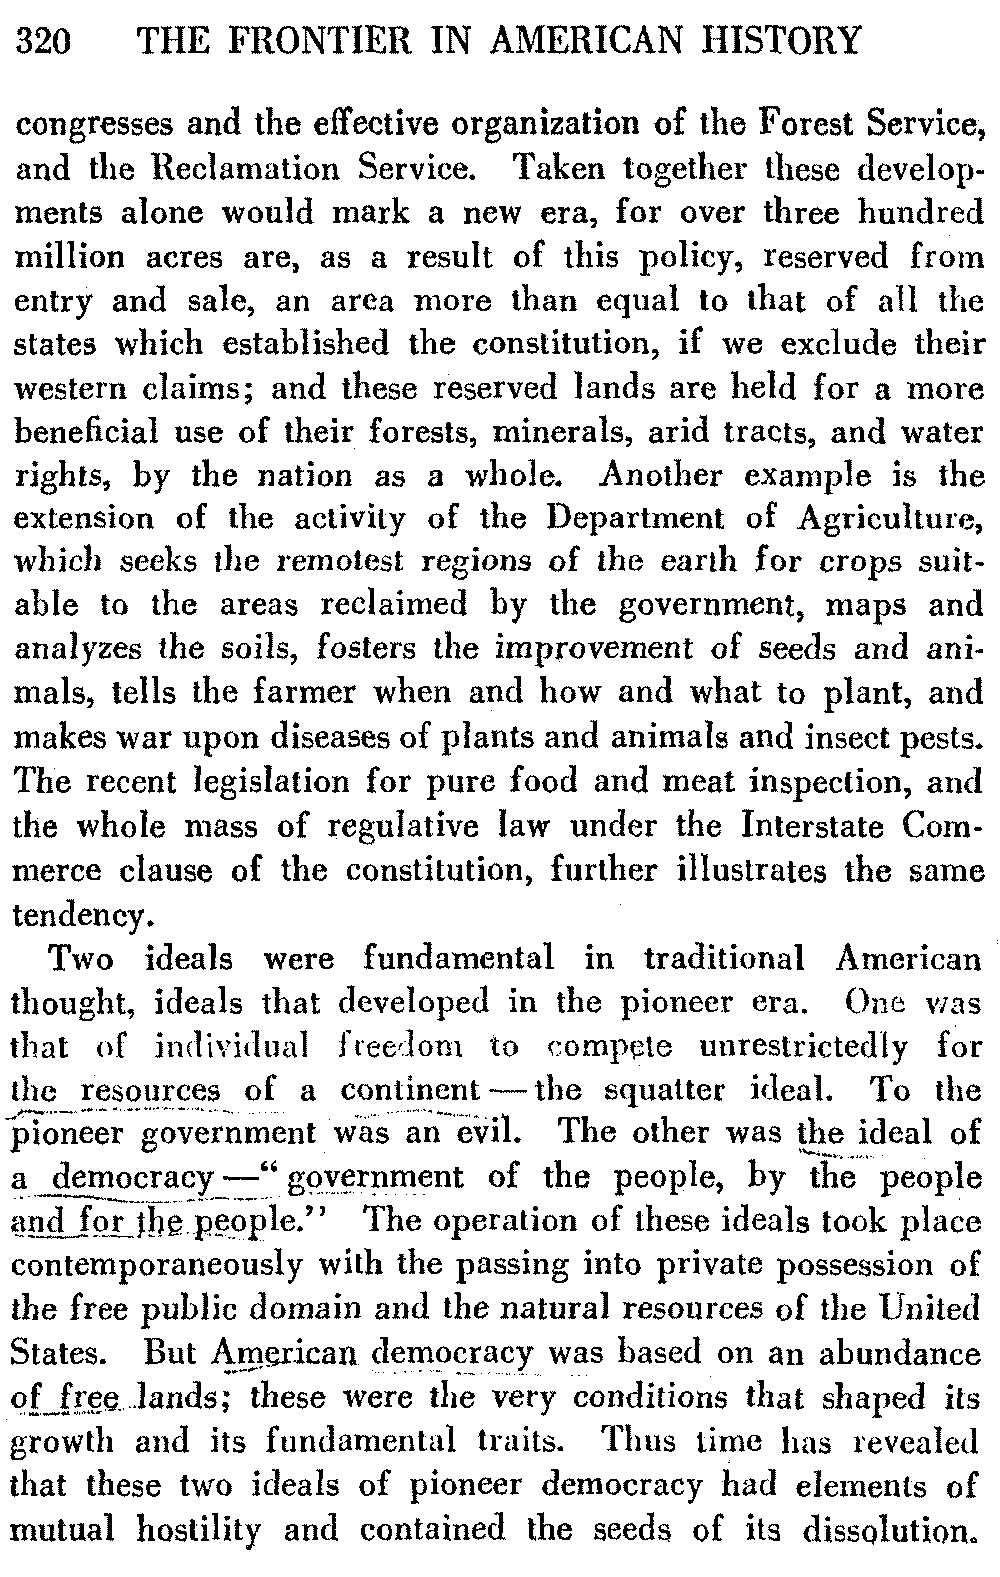 320 THE FRONTIER IN AMERICAN HISTORY
congresses and the effective organization of the Forest Service,
and the Reclamation Service. Taken together these develop-
ments alone would mark a new era, for over three hundred
million acres are, as a result of this policy, reserved from
entry and sale, an area more than equal to that of all the
states which established the constitution, if we exclude their
western claims; and these reserved lands are held for a more
beneficial use of their forests, minerals, arid tracts, and water
rights, by the nation as a whole. Another example is the
extension of the activity of the Department of Agriculture,
which seeks the remotest regions of the earth for crops suit-
able to the areas reclaimed by the government, maps and
analyzes the soils, fosters the improvement of seeds and ani-
mals, tells the farmer when and how and what to plant, and
makes war upon diseases of plants and animals and insect pests.
The recent legislation for pure food and meat inspection, and
the whole mass of regulative law under the Interstate Com-
merce clause of the constitution, further illustrates the same
tendency.
Two ideals were fundamental in traditional American
thought, ideals that developed in the pioneer era. One was
that of individual freedom to compete unrestrictedly for
the resources of a continent — the squatter ideal. To the
pioneer government was an evil. The other was the ideal of
a democracy — “ government of the people, by the people
and for the people.” The operation of these ideals took place
contemporaneously with the passing into private possession of
the free public domain and the natural resources of the United
States. But American democracy was based on an abundance
of free lands; these were the very conditions that shaped its
growth and its fundamental traits. Thus time has revealed
that these two ideals of pioneer democracy had elements of
mutual hostility and contained the seeds of its dissolution.